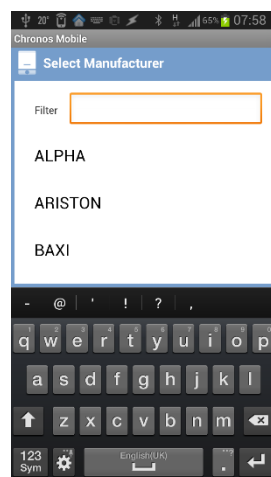 20° H 65% 07:58
Chronos Mobile
Select Manufacturer
Filter
ALPHA
ARISTON
BAXI
- @ ' ! ? ,
q w e r t y u i o p
a s d f g h j k l
z x c v b n m
123 English(UK) .
Sym